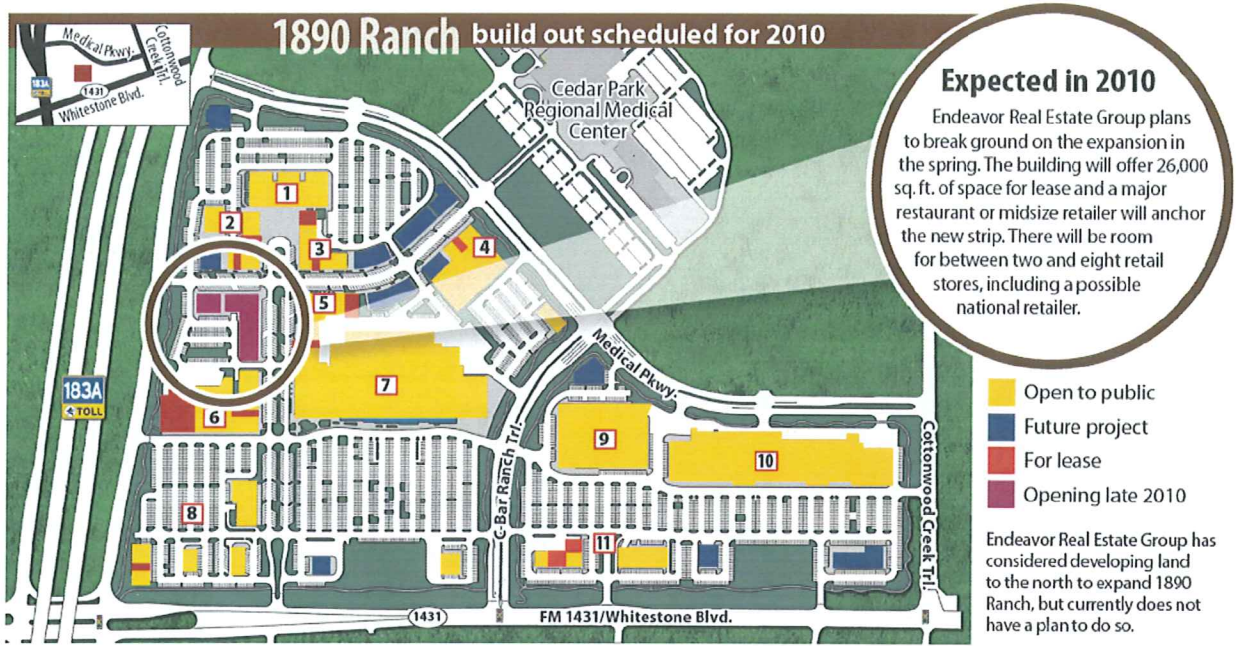 1890 Ranch build out scheduled for 2010
Medical Pkwy.
Cottonwood
Creek Trl.
183A
TOLL
1431
Whitestone Blvd.
Cedar Park
Regional Medical
Center
Expected in 2010
Endeavor Real Estate Group plans
to break ground on the expansion in
the spring. The building will offer 26,000
sq. ft. of space for lease and a major
restaurant or midsize retailer will anchor
the new strip. There will be room
for between two and eight retail
stores, including a possible
national retailer.
1
2
3
4
5
6
7
8
9
10
11
183A
TOLL
Medical Pkwy.
C-Bar Ranch Trl.
Cottonwood Creek Trl.
1431
FM 1431/Whitestone Blvd.
Open to public
Future project
For lease
Opening late 2010
Endeavor Real Estate Group has
considered developing land
to the north to expand 1890
Ranch, but currently does not
have a plan to do so.